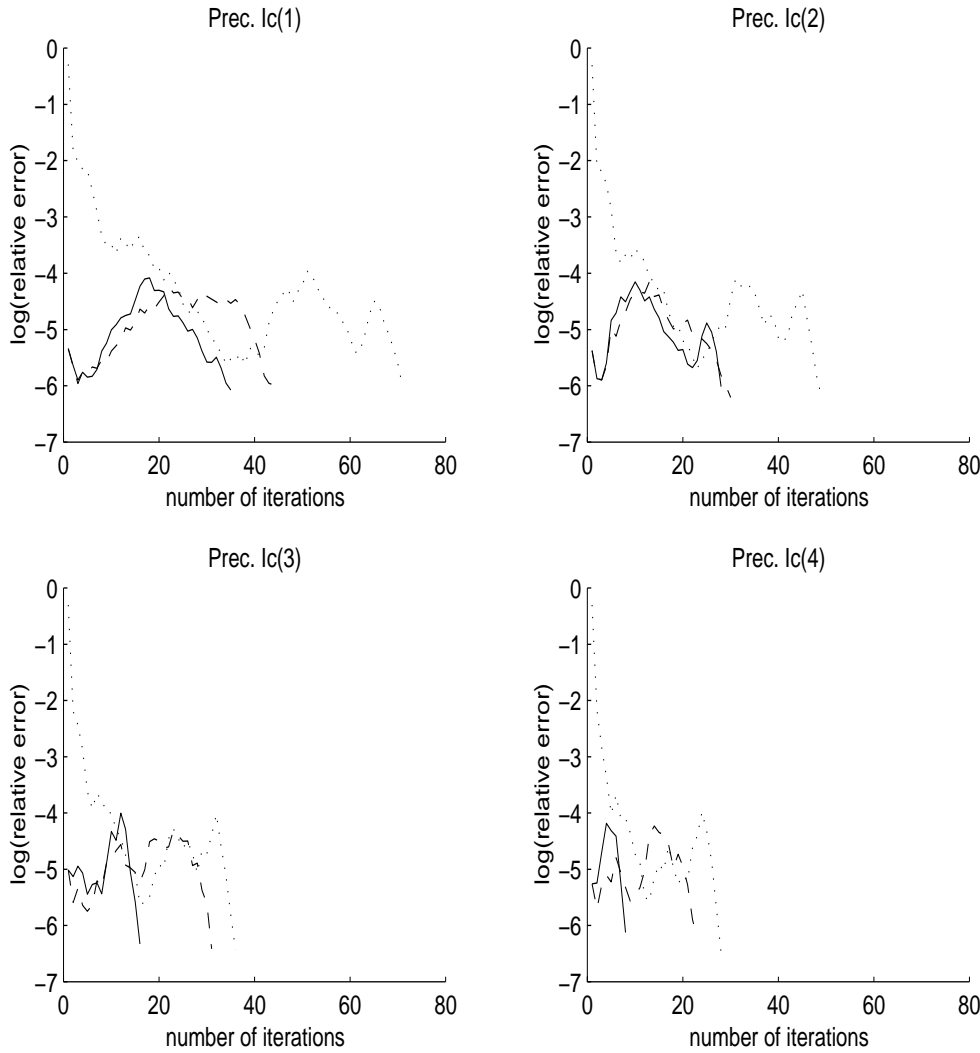 Prec. Ic(1)
0
−1
−2
−3
−4
−5
−6
−7
log(relative error)
0 20 40 60 80
number of iterations
Prec. Ic(2)
0
−1
−2
−3
−4
−5
−6
−7
log(relative error)
0 20 40 60 80
number of iterations
Prec. Ic(3)
0
−1
−2
−3
−4
−5
−6
−7
log(relative error)
0 20 40 60 80
number of iterations
Prec. Ic(4)
0
−1
−2
−3
−4
−5
−6
−7
log(relative error)
0 20 40 60 80
number of iterations